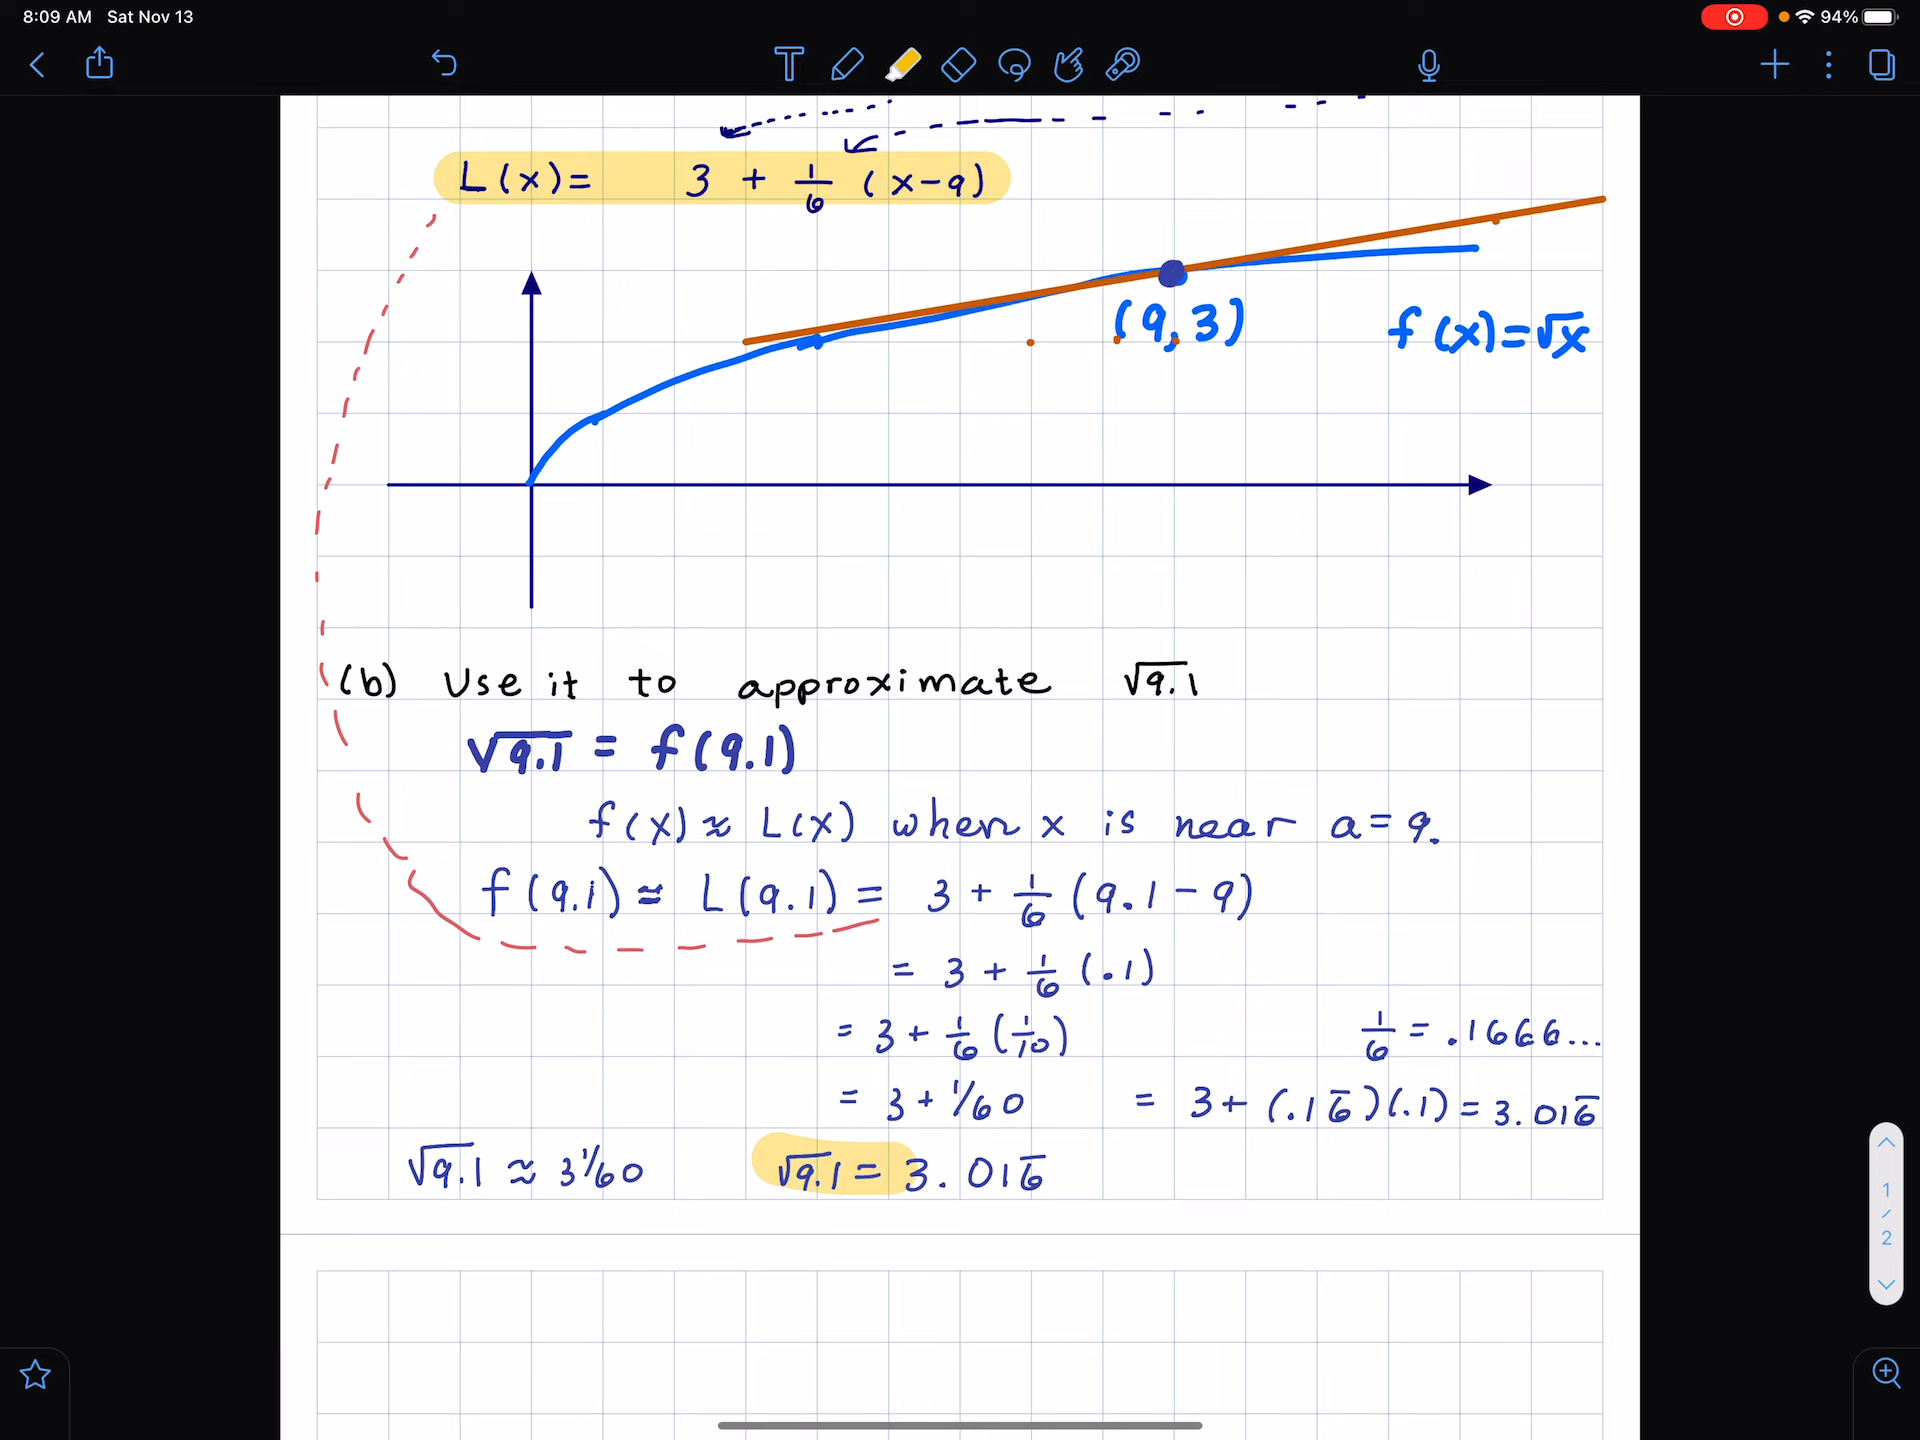 8:09 AM Sat Nov 13
94%
L(x)= 3 + 1/6 (x-9)
(9,3)
f(x)=√x
(b) Use it to approximate √9.1
√9.1 = f(9.1)
f(x) ≈ L(x) when x is near a=9.
f(9.1) ≈ L(9.1) = 3 + 1/6 (9.1-9)
= 3 + 1/6 (.1)
= 3 + 1/6 (1/10)
1/6 = .1666...
= 3 + 1/60 = 3+ (.16̅)(.1) = 3.016̅
√9.1 ≈ 3 1/60 √9.1 = 3.016̅
1
/
2